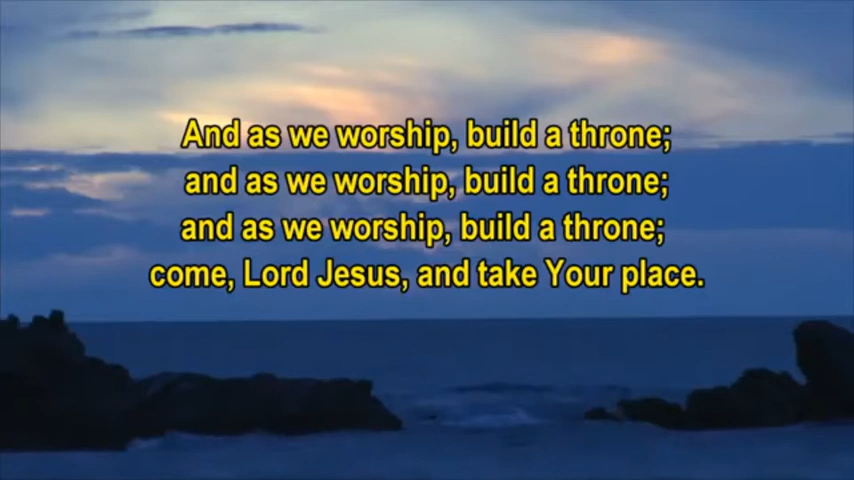 And as we worship, build a throne;
and as we worship, build a throne;
and as we worship, build a throne;
come, Lord Jesus, and take Your place.